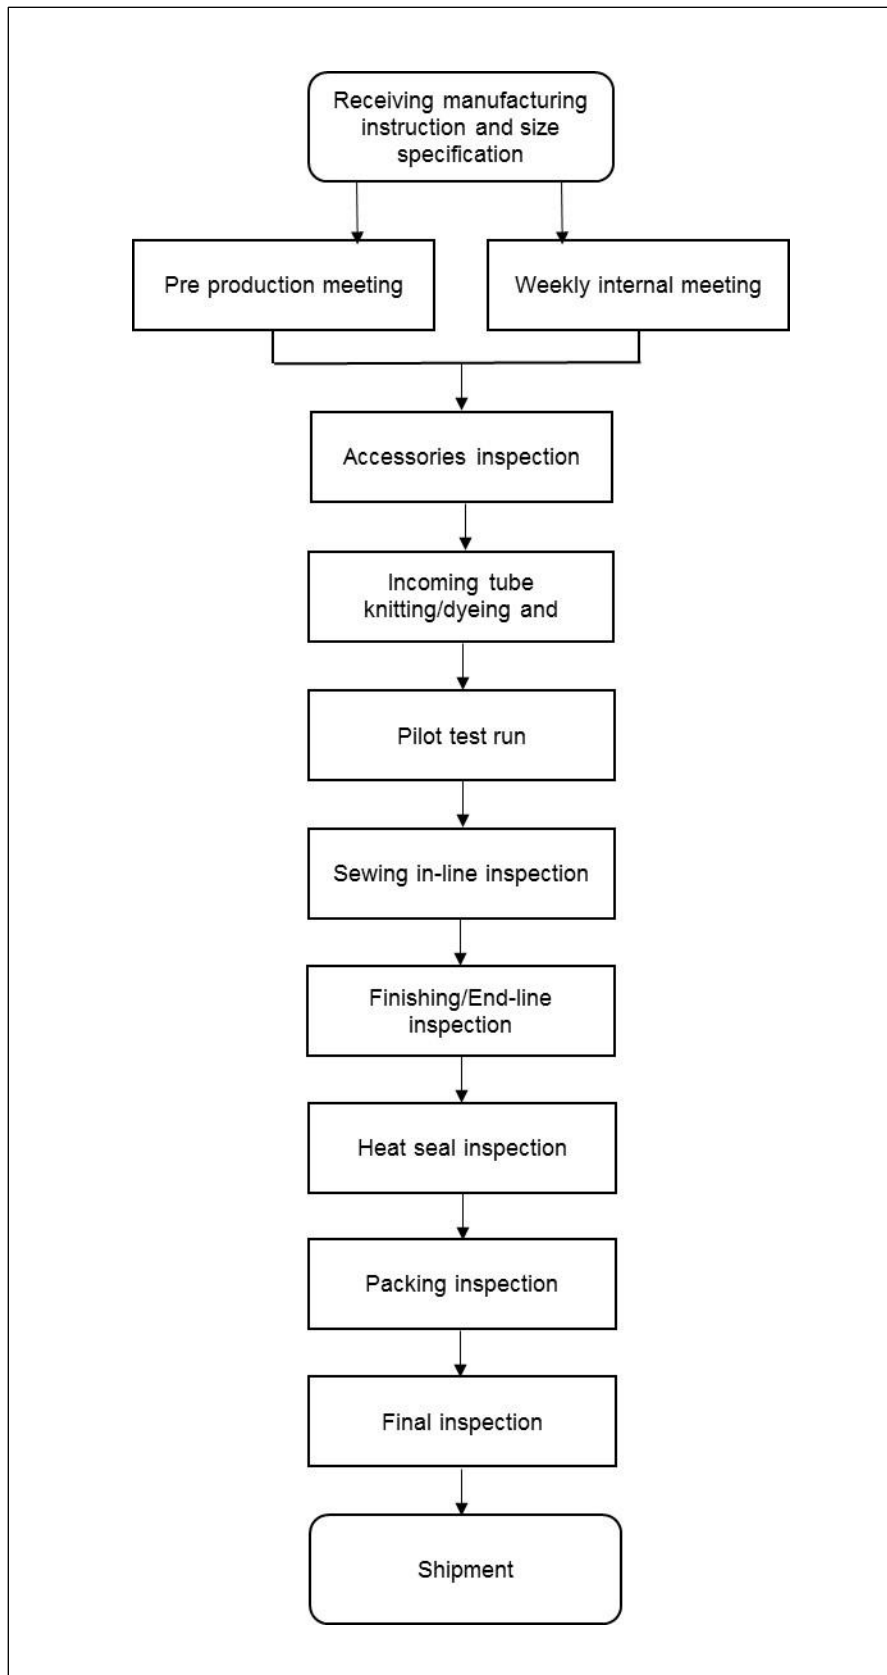 Receiving manufacturing
instruction and size
specification
Pre production meeting
Weekly internal meeting
Accessories inspection
Incoming tube
knitting/dyeing and
Pilot test run
Sewing in-line inspection
Finishing/End-line
inspection
Heat seal inspection
Packing inspection
Final inspection
Shipment